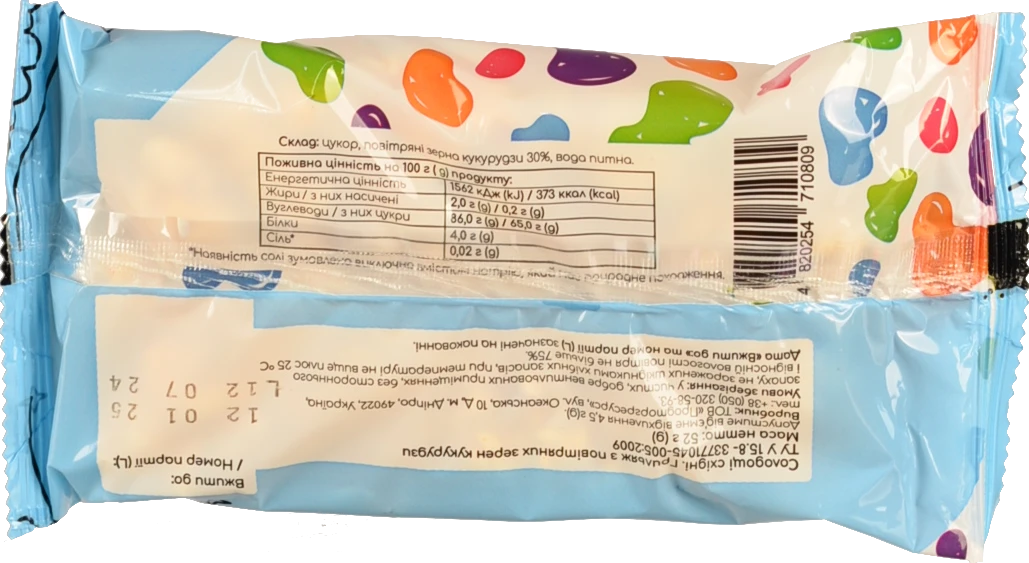 Склад: цукор, повітряні зерна кукурудзи 30%, вода питна.
Поживна цінність на 100 г (g) продукту:
Енергетична цінність 1562 кДж (kJ) / 373 ккал (kcal)
Жири / з них насичені 2,0 г (g) / 0,2 г (g)
Вуглеводи / з них цукри 86,0 г (g) / 65,0 г (g)
Білки 4,0 г (g)
Сіль* 0,02 г (g)
*Наявність солі зумовлена виключно вмістом натрію, який має природне походження.
4 820254 710809
Солодощі східні. Грильяж з повітряних зерен кукурудзи
ТУ У 15.8- 33771045-005:2009
Маса нетто: 52 г (g)
Допустиме від'ємне відхилення 4,5 г(g).
Виробник: ТОВ "Продторгресурс", вул. Океонська, 10 Д, м. Дніпро, 49022, Україна,
тел.: +38 (050) 320-58-93.
Умови зберігання: у чистих, добре вентильованих приміщеннях, без стороннього
запаху, не заражених шкідниками хлібних запасів, при температурі не вище плюс 25 °С
і відносній вологості повітря не більше 75%.
Дата «Вжити до» та номер партії (L) зазначені на пакованні.
Вжити до:
/ Номер партії (L):
12 01 25
L12 07 24